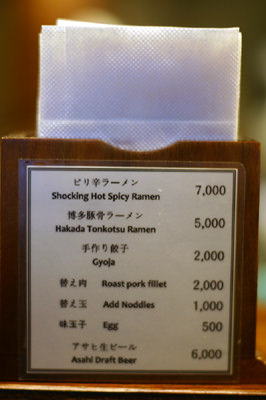 ピリ辛ラーメン
Shocking Hot Spicy Ramen 7,000
博多豚骨ラーメン
Hakada Tonkotsu Ramen 5,000
手作り餃子
Gyoja 2,000
替え肉 Roast pork fillet 2,000
替え玉 Add Noddles 1,000
味玉子 Egg 500
アサヒ生ビール
Asahi Draft Beer 6,000